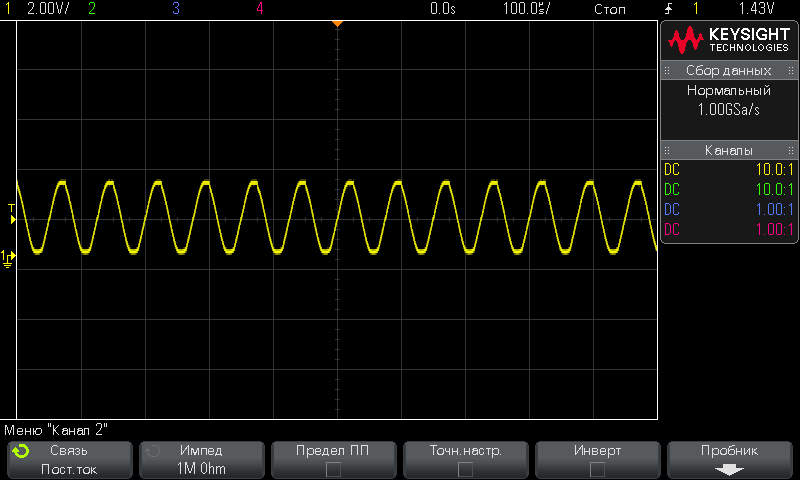 1 2.00V/ 2 3 4 0.0s 100.0µs/ Стоп 1 1.43V
KEYSIGHT
TECHNOLOGIES
Сбор данных
Нормальный
1.00GSa/s
Каналы
DC 10.0:1
DC 10.0:1
DC 1.00:1
DC 1.00:1
T
1
Меню "Канал 2"
Связь
Пост.ток
Импед
1M Ohm
Предел ПП
Точн.настр.
Инверт
Пробник